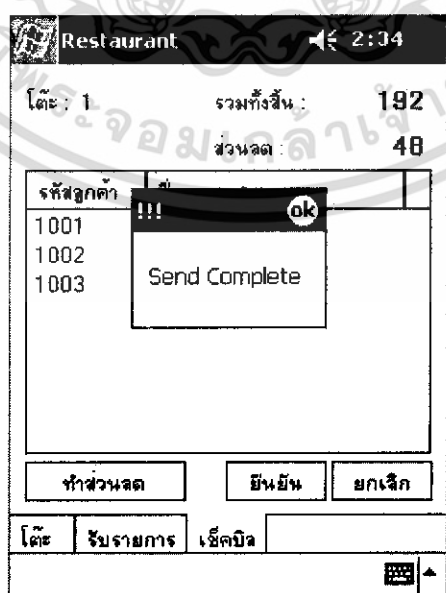 Restaurant 2:34
โต๊ะ : 1 รวมทั้งสิ้น : 192
ส่วนลด : 48
รหัสลูกค้า
!!! ok
1001
1002
1003
Send Complete
ทำส่วนลด ยืนยัน ยกเลิก
โต๊ะ รับรายการ เช็คบิล